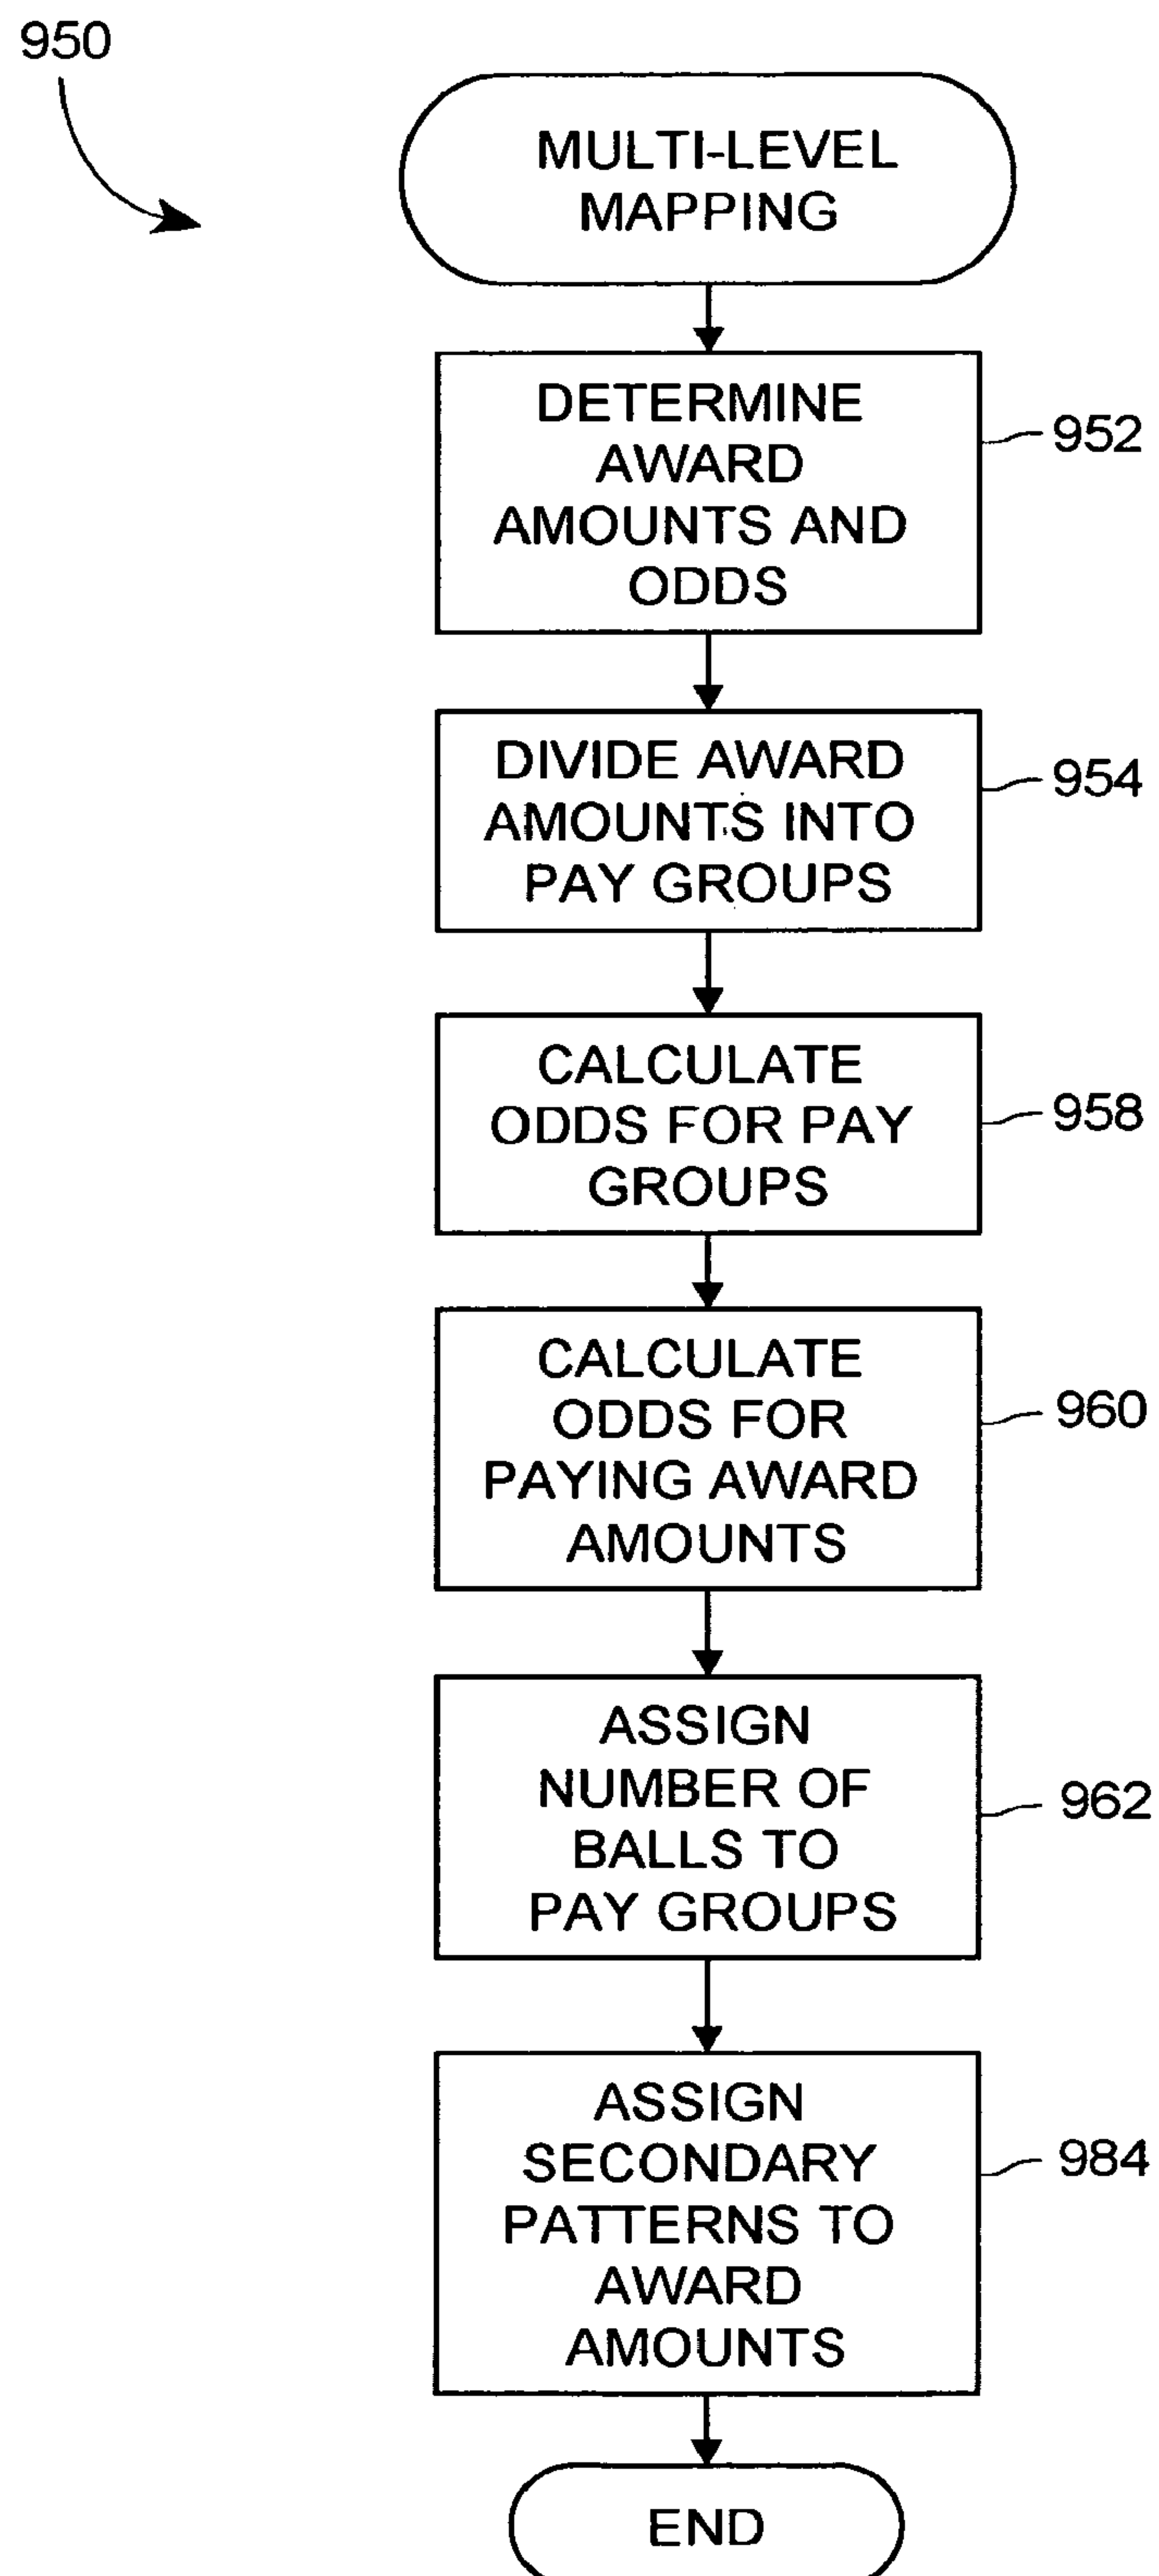 950
MULTI-LEVEL
MAPPING
DETERMINE
AWARD
AMOUNTS AND
ODDS
952
DIVIDE AWARD
AMOUNTS INTO
PAY GROUPS
954
CALCULATE
ODDS FOR PAY
GROUPS
958
CALCULATE
ODDS FOR
PAYING AWARD
AMOUNTS
960
ASSIGN
NUMBER OF
BALLS TO
PAY GROUPS
962
ASSIGN
SECONDARY
PATTERNS TO
AWARD
AMOUNTS
984
END